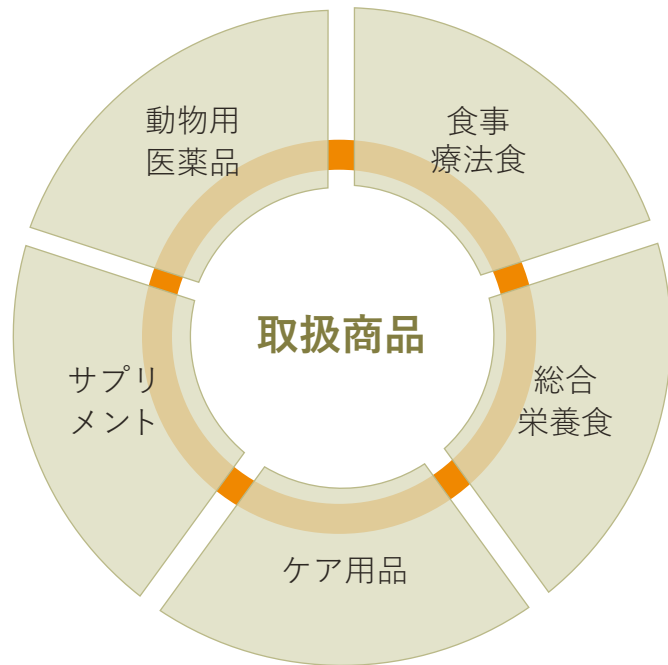 動物用
医薬品
食事
療法食
取扱商品
サプリ
メント
総合
栄養食
ケア用品